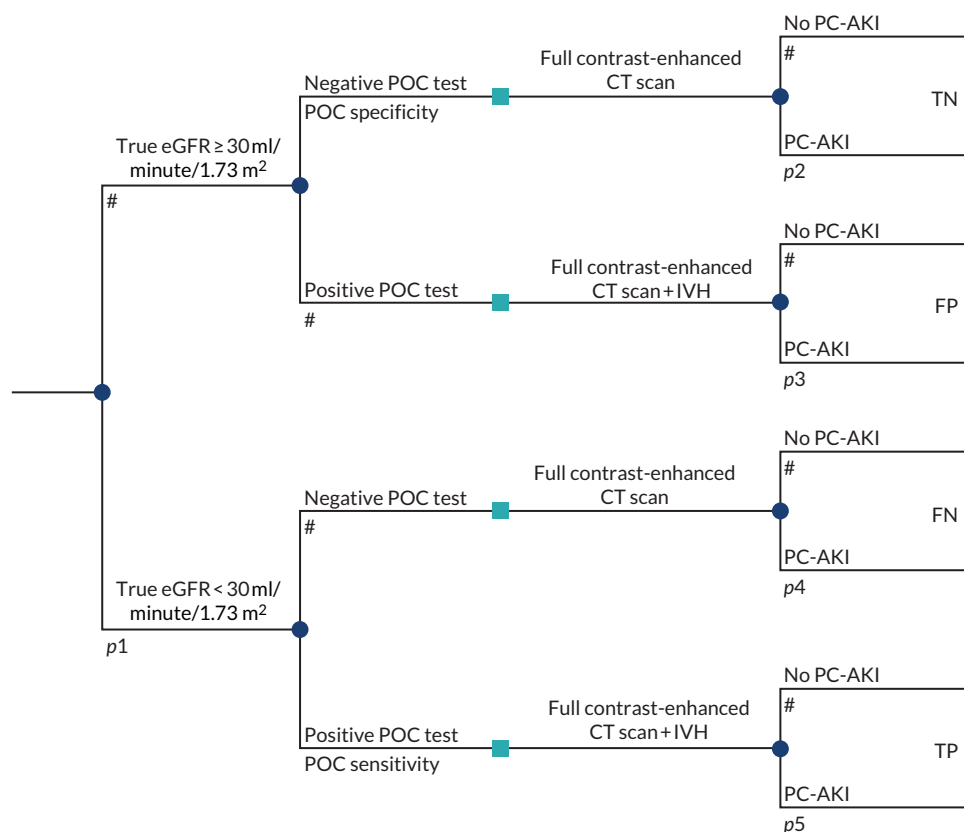 No PC-AKI
#
Negative POC test
POC specificity
Full contrast-enhanced
CT scan
TN
PC-AKI
p2
True eGFR ≥ 30 ml/
minute/1.73 m²
#
No PC-AKI
#
Positive POC test
#
Full contrast-enhanced
CT scan + IVH
FP
PC-AKI
p3
No PC-AKI
#
Negative POC test
#
Full contrast-enhanced
CT scan
FN
PC-AKI
p4
True eGFR < 30 ml/
minute/1.73 m²
p1
No PC-AKI
#
Positive POC test
POC sensitivity
Full contrast-enhanced
CT scan + IVH
TP
PC-AKI
p5